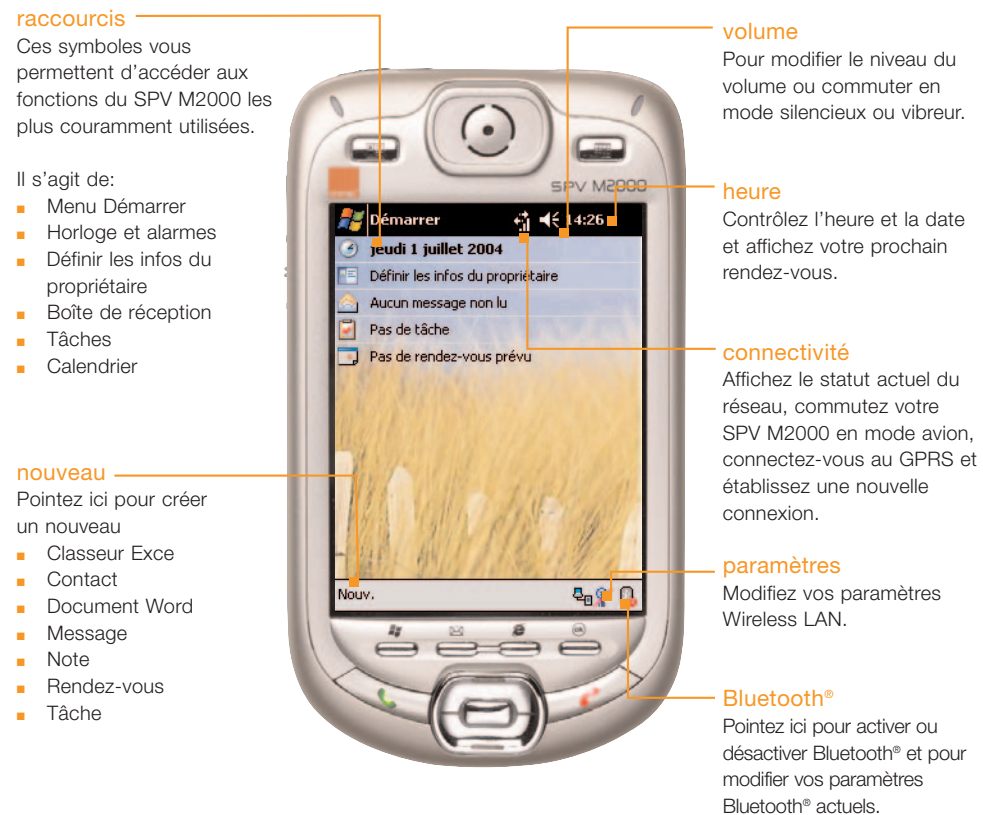 raccourcis
Ces symboles vous
permettent d'accéder aux
fonctions du SPV M2000 les
plus couramment utilisées.
Il s'agit de:
Menu Démarrer
Horloge et alarmes
Définir les infos du
propriétaire
Boîte de réception
Tâches
Calendrier
nouveau
Pointez ici pour créer
un nouveau
Classeur Exce
Contact
Document Word
Message
Note
Rendez-vous
Tâche
SPV M2000
Démarrer 14:26
jeudi 1 juillet 2004
Définir les infos du propriétaire
Aucun message non lu
Pas de tâche
Pas de rendez-vous prévu
Nouv.
ok
volume
Pour modifier le niveau du
volume ou commuter en
mode silencieux ou vibreur.
heure
Contrôlez l'heure et la date
et affichez votre prochain
rendez-vous.
connectivité
Affichez le statut actuel du
réseau, commutez votre
SPV M2000 en mode avion,
connectez-vous au GPRS et
établissez une nouvelle
connexion.
paramètres
Modifiez vos paramètres
Wireless LAN.
Bluetooth®
Pointez ici pour activer ou
désactiver Bluetooth® et pour
modifier vos paramètres
Bluetooth® actuels.